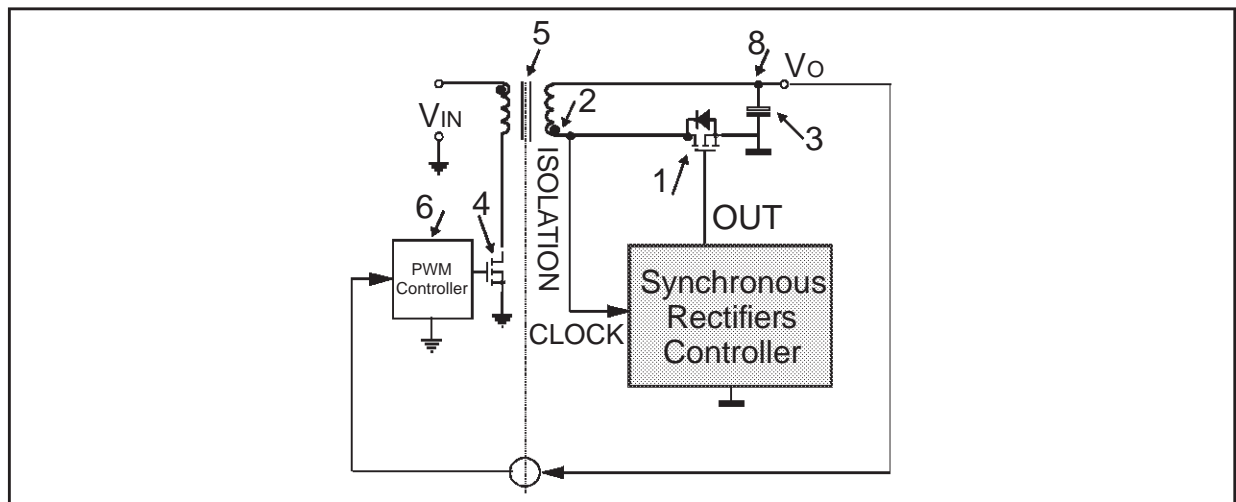 5
8
VO
2
VIN
3
1
ISOLATION
6
4
OUT
PWM
Controller
Synchronous
Rectifiers
Controller
CLOCK